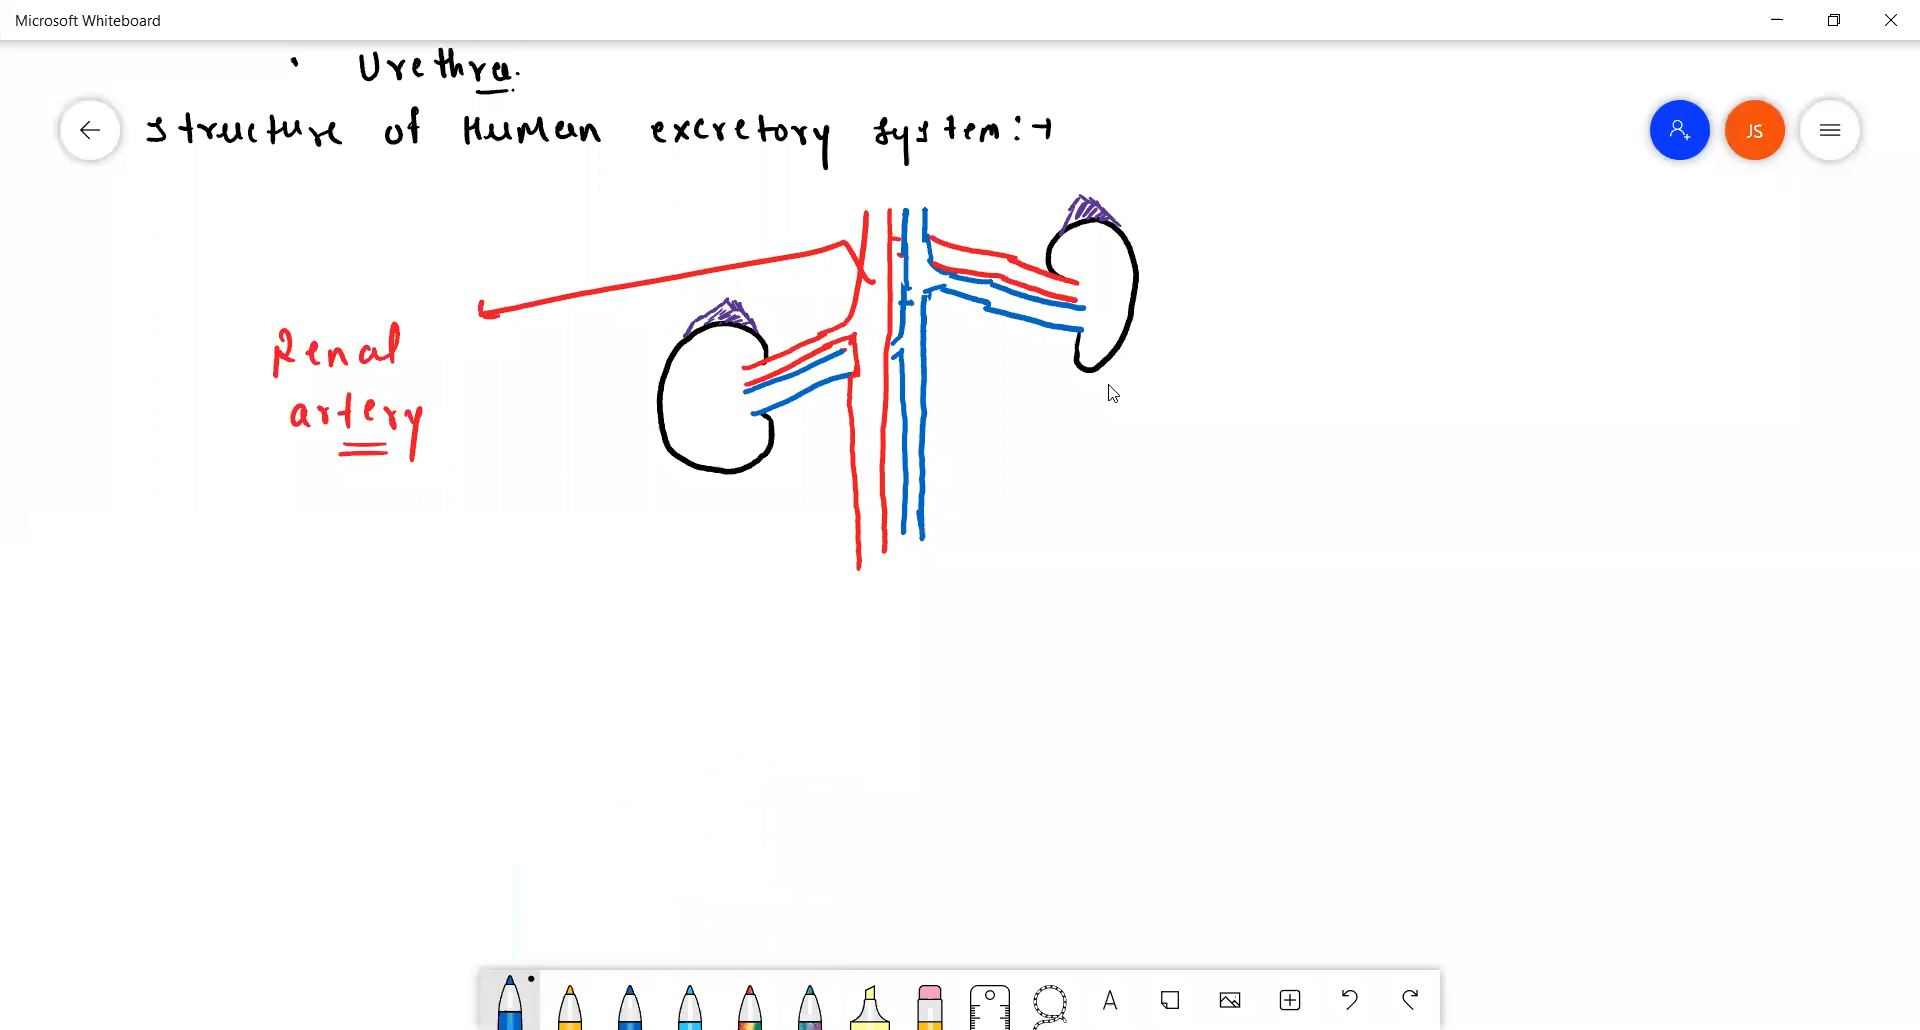 Microsoft Whiteboard
• Urethra.
structure of Human excretory system:→
JS
Renal
artery
A